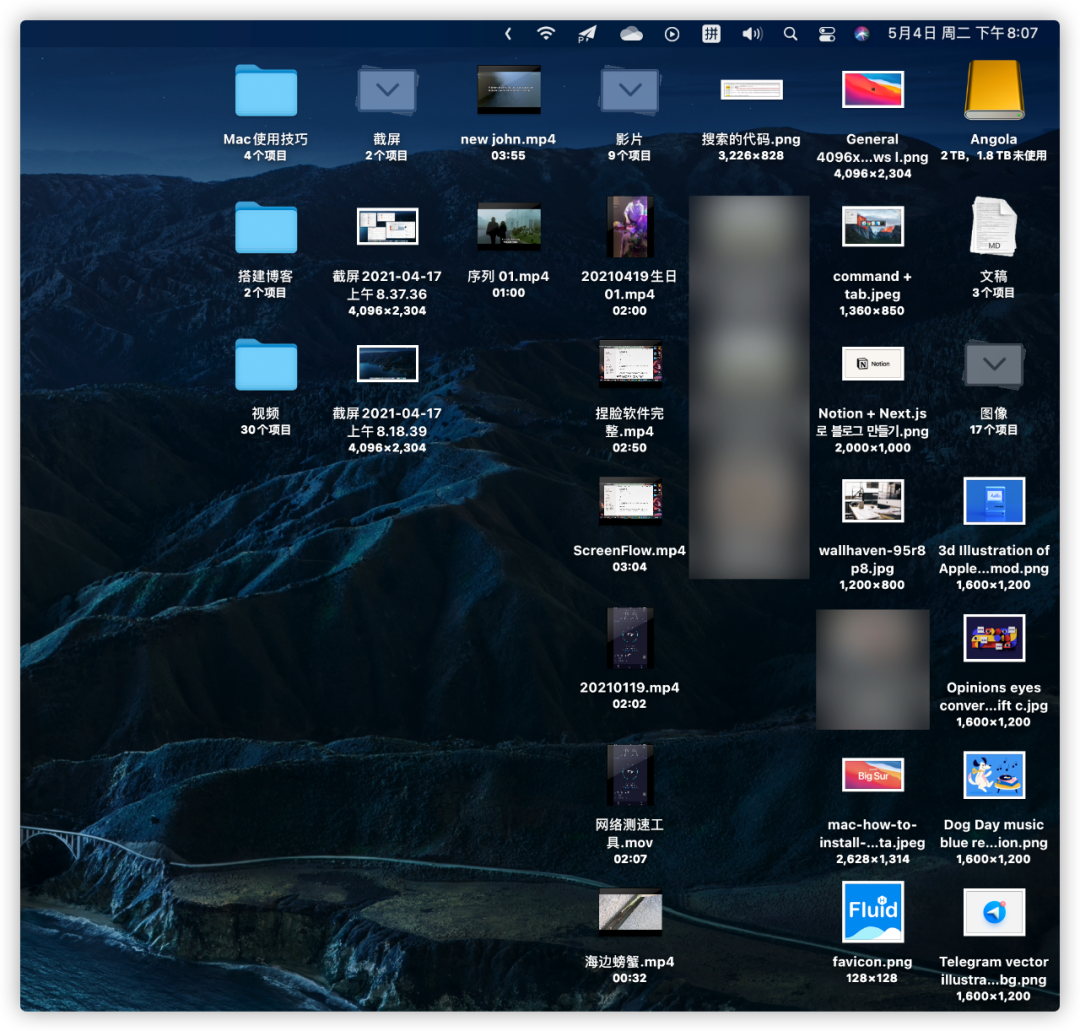 5月4日 周二 下午8:07
Mac使用技巧
4个项目
截屏
2个项目
new john.mp4
03:55
影片
9个项目
搜索的代码.png
3,226×828
General
4096x...ws l.png
4,096×2,304
Angola
2 TB，1.8 TB未使用
搭建博客
2个项目
截屏2021-04-17
上午8.37.36
4,096×2,304
序列 01.mp4
01:00
20210419生日
01.mp4
02:00
command +
tab.jpeg
1,360×850
MD
文稿
3个项目
视频
30个项目
截屏2021-04-17
上午8.18.39
4,096×2,304
捏脸软件完
整.mp4
02:50
Notion
Notion + Next.js
로 블로그 만들기.png
2,000×1,000
图像
17个项目
ScreenFlow.mp4
03:04
wallhaven-95r8
p8.jpg
1,200×800
3d Illustration of
Apple...mod.png
1,600×1,200
20210119.mp4
02:02
Opinions eyes
conver...ift c.jpg
1,600×1,200
网络测速工
具.mov
02:07
Big Sur
mac-how-to-
install-...ta.jpeg
2,628×1,314
Dog Day music
blue re...ion.png
1,600×1,200
海边螃蟹.mp4
00:32
Fluid
favicon.png
128×128
Telegram vector
illustra...bg.png
1,600×1,200